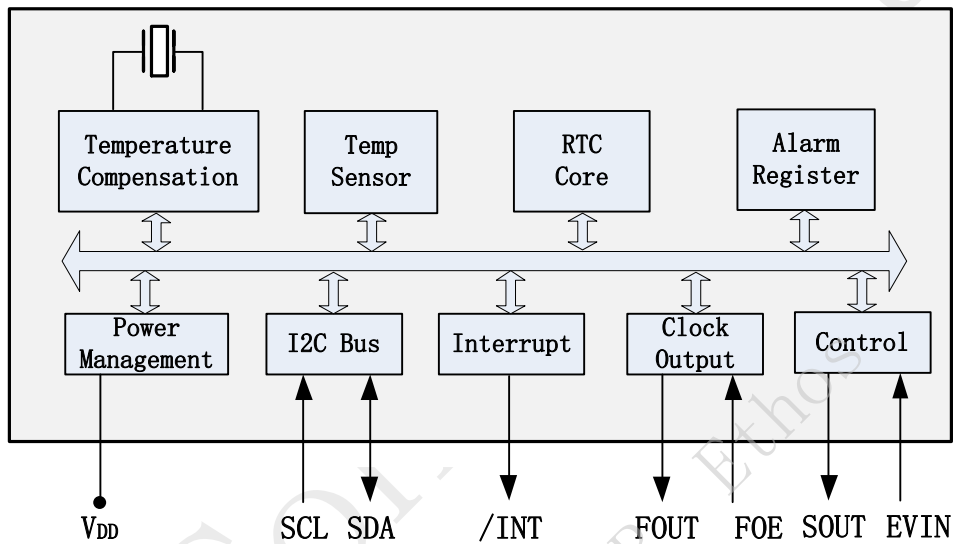 Temperature
Compensation
Temp
Sensor
RTC
Core
Alarm
Register
Power
Management
I2C Bus
Interrupt
Clock
Output
Control
VDD
SCL
SDA
/INT
FOUT
FOE
SOUT
EVIN
Ethos